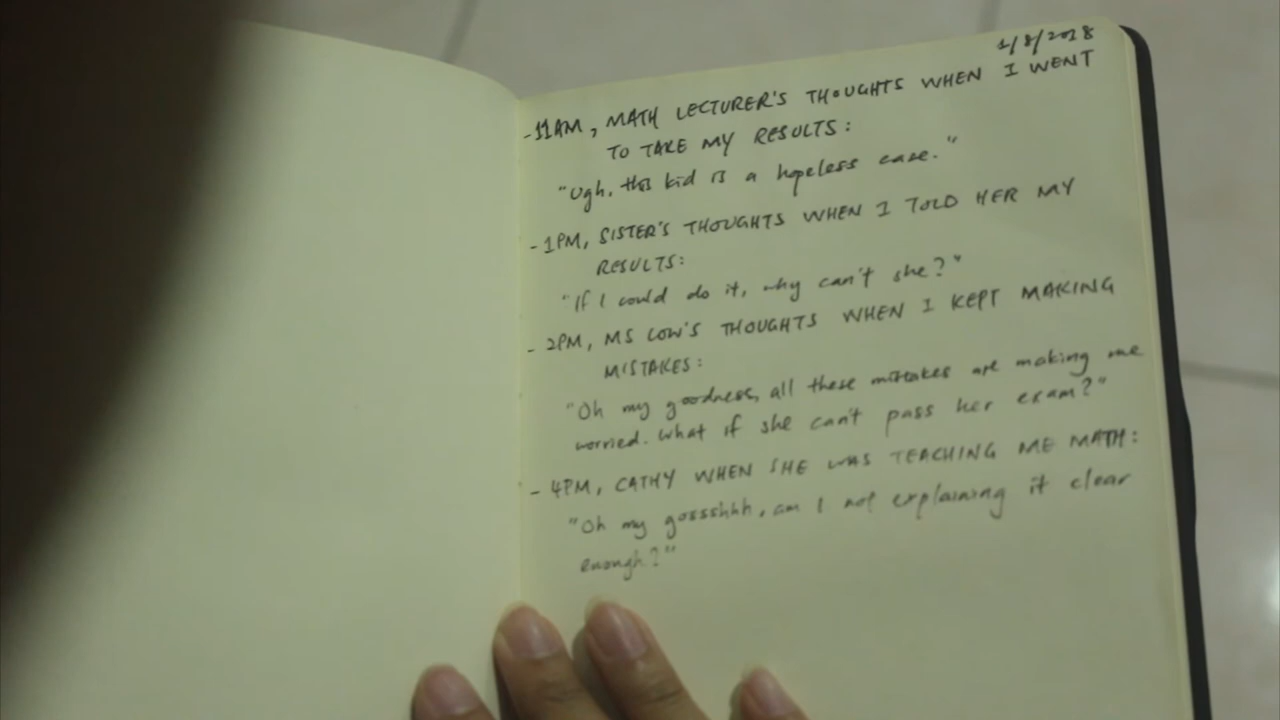 1/8/2018
- 11AM, MATH LECTURER'S THOUGHTS WHEN I WENT
TO TAKE MY RESULTS:
"Ugh. this kid is a hopeless case."
- 1PM, SISTER'S THOUGHTS WHEN I TOLD HER MY
RESULTS:
"If I could do it, why can't she?"
- 2PM, MS LOW'S THOUGHTS WHEN I KEPT MAKING
MISTAKES:
"Oh my goodness, all these mistakes are making me
worried. What if she can't pass her exam?"
- 4PM, CATHY WHEN SHE WAS TEACHING ME MATH:
"Oh my gossshhh, am I not explaining it clear
enough?"